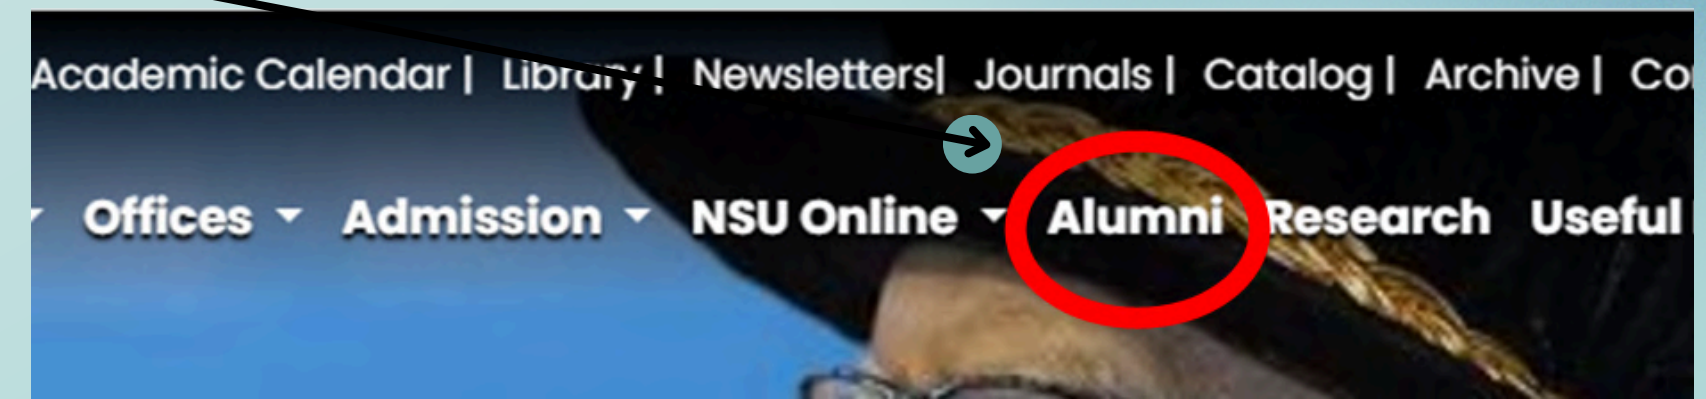 Academic Calendar | Library | Newsletters| Journals | Catalog | Archive |
Offices Admission NSU Online Alumni Research Useful